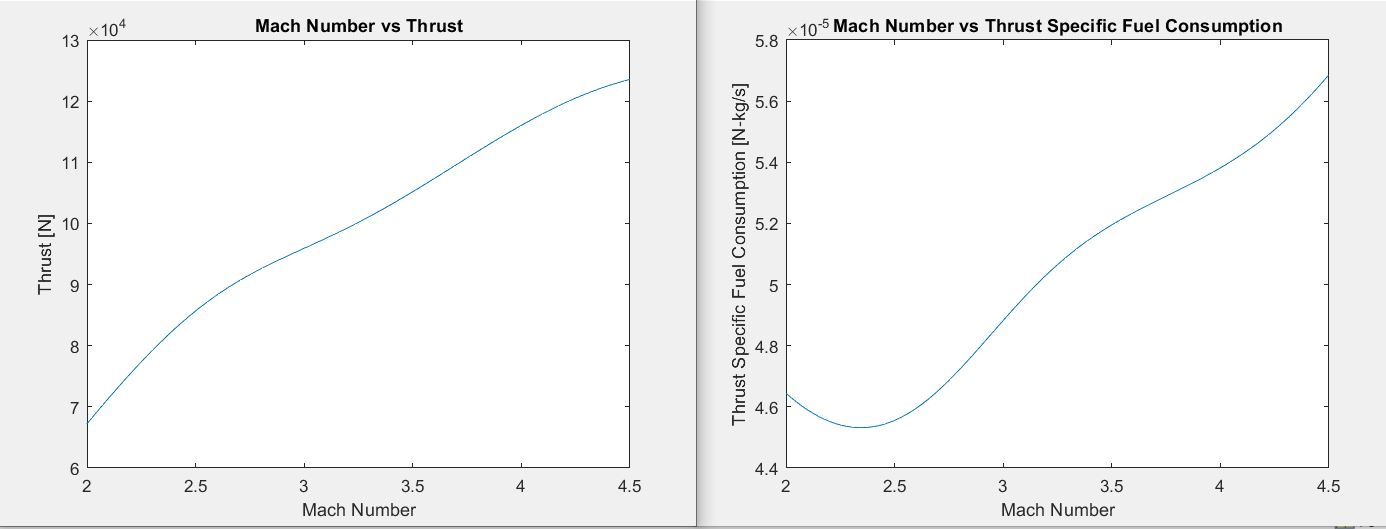 Mach Number vs Thrust
×10⁴
13
12
11
10
9
8
7
6
Thrust [N]
2 2.5 3 3.5 4 4.5
Mach Number
Mach Number vs Thrust Specific Fuel Consumption
×10⁻⁵
5.8
5.6
5.4
5.2
5
4.8
4.6
4.4
Thrust Specific Fuel Consumption [N-kg/s]
2 2.5 3 3.5 4 4.5
Mach Number